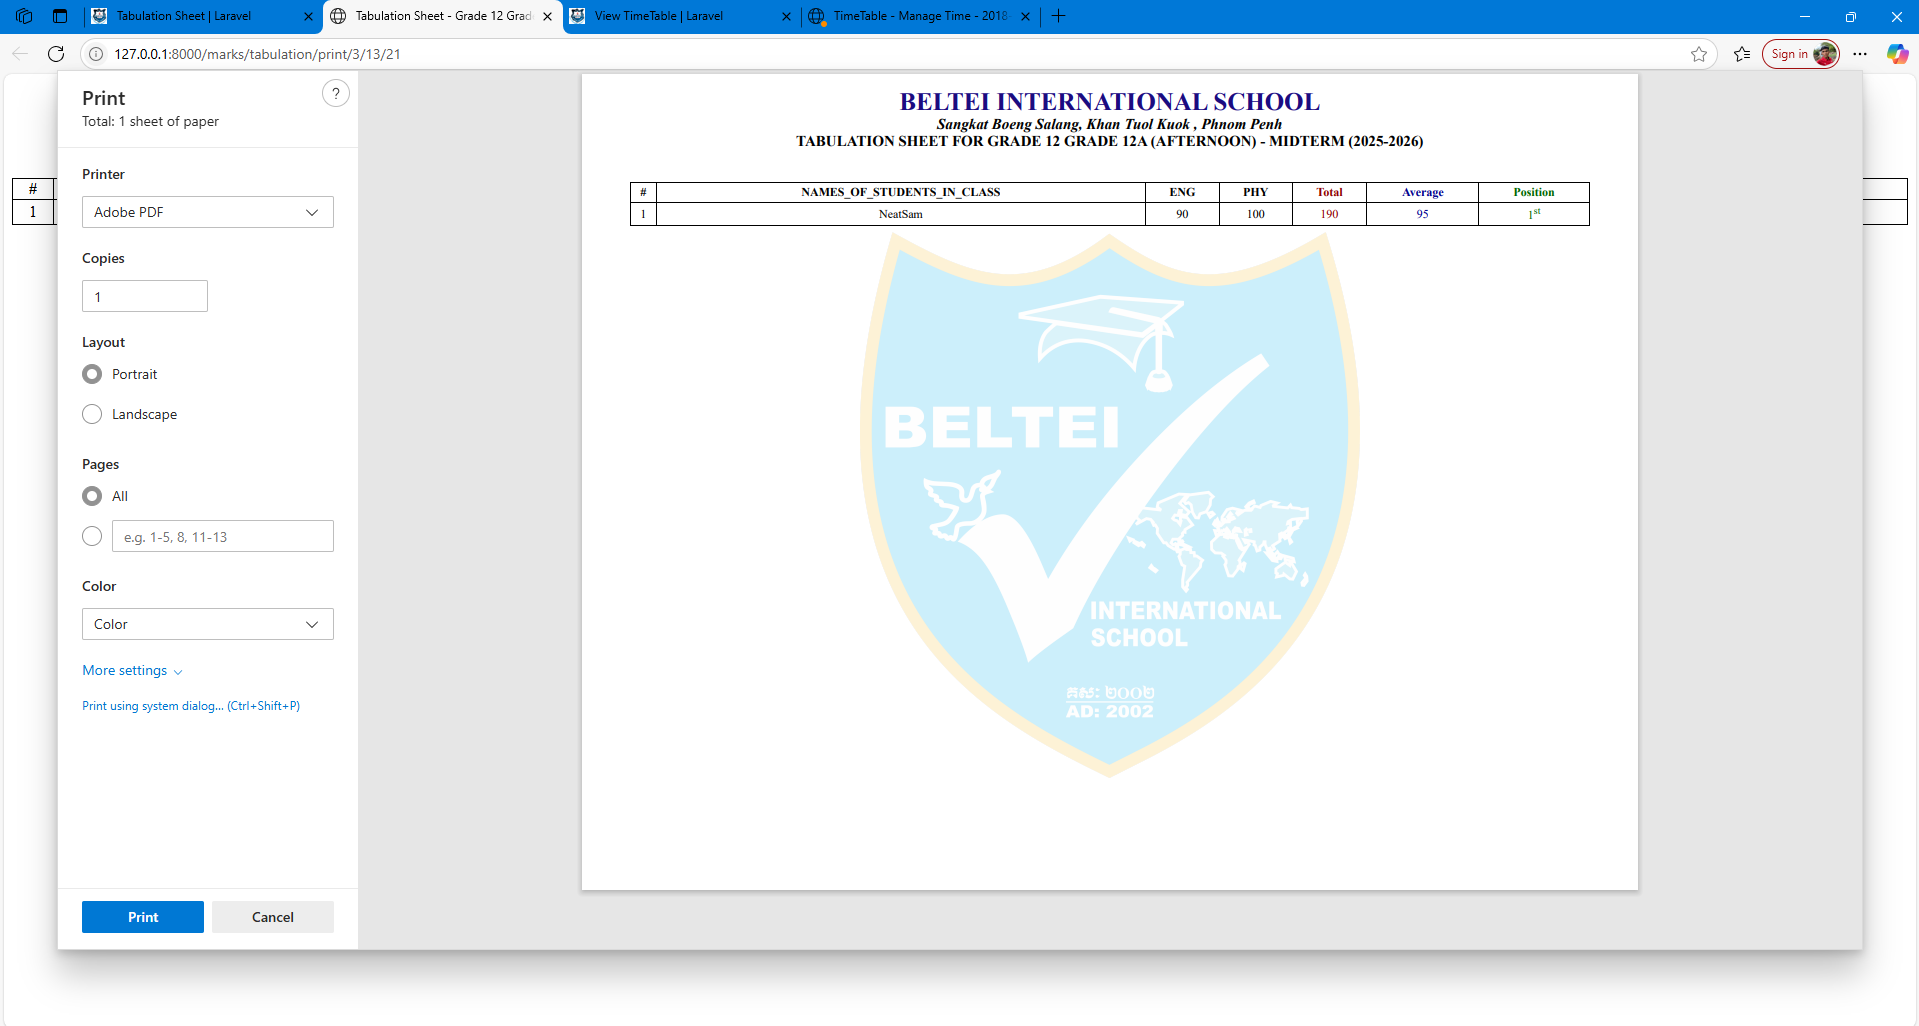 Tabulation Sheet | Laravel
Tabulation Sheet - Grade 12 Grad
View TimeTable | Laravel
TimeTable - Manage Time - 2018-
127.0.0.1:8000/marks/tabulation/print/3/13/21
Sign in
Print
?
Total: 1 sheet of paper
Printer
Adobe PDF
Copies
1
Layout
Portrait
Landscape
Pages
All
e.g. 1-5, 8, 11-13
Color
Color
More settings
Print using system dialog... (Ctrl+Shift+P)
Print Cancel
#
1
BELTEI INTERNATIONAL SCHOOL
Sangkat Boeng Salang, Khan Tuol Kuok , Phnom Penh
TABULATION SHEET FOR GRADE 12 GRADE 12A (AFTERNOON) - MIDTERM (2025-2026)
# NAMES_OF_STUDENTS_IN_CLASS ENG PHY Total Average Position
1 NeatSam 90 100 190 95 1st
BELTEI
INTERNATIONAL
SCHOOL
គស: ២០០២
AD: 2002